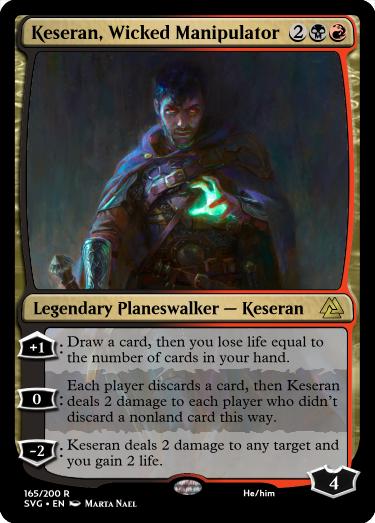 Keseran, Wicked Manipulator 2
Legendary Planeswalker — Keseran
+1: Draw a card, then you lose life equal to
the number of cards in your hand.
0: Each player discards a card, then Keseran
deals 2 damage to each player who didn't
discard a nonland card this way.
-2: Keseran deals 2 damage to any target and
you gain 2 life.
4
165/200 R He/him
SVG • EN Marta Nael